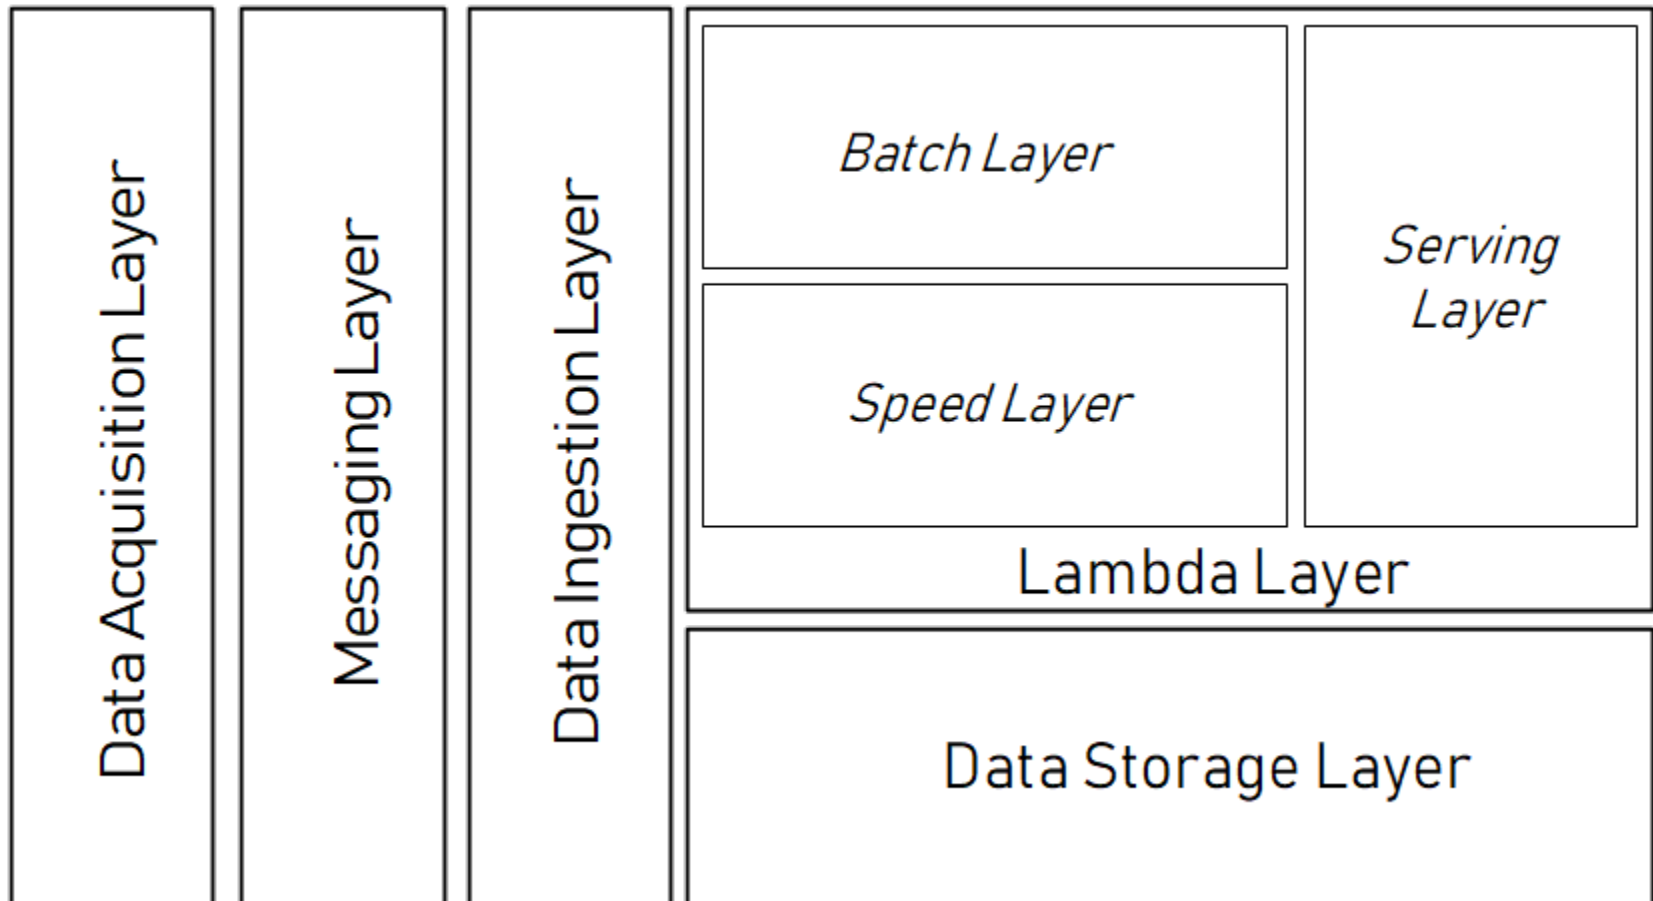 Data Acquisition Layer
Messaging Layer
Data Ingestion Layer
Batch Layer
Speed Layer
Serving
Layer
Lambda Layer
Data Storage Layer